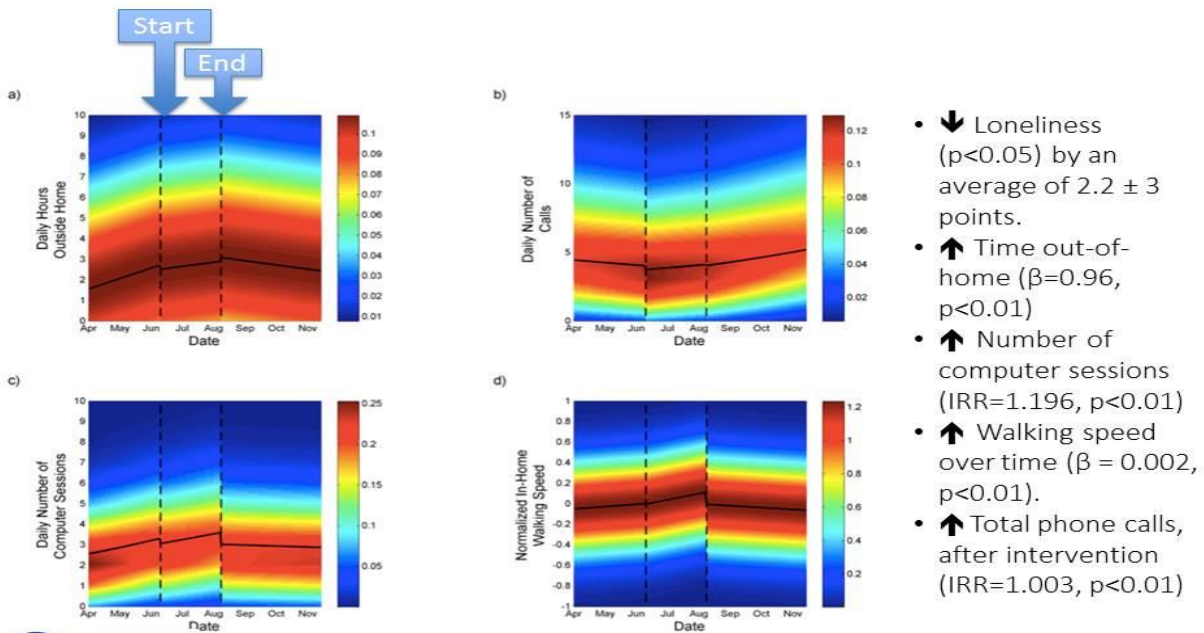 Start
End
a)
10
9
8
7
6
5
4
3
2
1
0
Daily Hours
Outside Home
Apr May Jun Jul Aug Sep Oct Nov
Date
0.1
0.09
0.08
0.07
0.06
0.05
0.04
0.03
0.02
0.01
b)
15
10
5
0
Daily Number of
Calls
Apr May Jun Jul Aug Sep Oct Nov
Date
0.12
0.1
0.08
0.06
0.04
0.02
c)
10
9
8
7
6
5
4
3
2
1
0
Daily Number of
Computer Sessions
Apr May Jun Jul Aug Sep Oct Nov
Date
0.25
0.2
0.15
0.1
0.05
d)
1
0.8
0.6
0.4
0.2
0
-0.2
-0.4
-0.6
-0.8
-1
Normalized In-Home
Walking Speed
Apr May Jun Jul Aug Sep Oct Nov
Date
1.2
1
0.8
0.6
0.4
0.2
• 🡇 Loneliness
(p<0.05) by an
average of 2.2 ± 3
points.
• 🡅 Time out-of-
home (β=0.96,
p<0.01)
• 🡅 Number of
computer sessions
(IRR=1.196, p<0.01)
• 🡅 Walking speed
over time (β = 0.002,
p<0.01).
• 🡅 Total phone calls,
after intervention
(IRR=1.003, p<0.01)